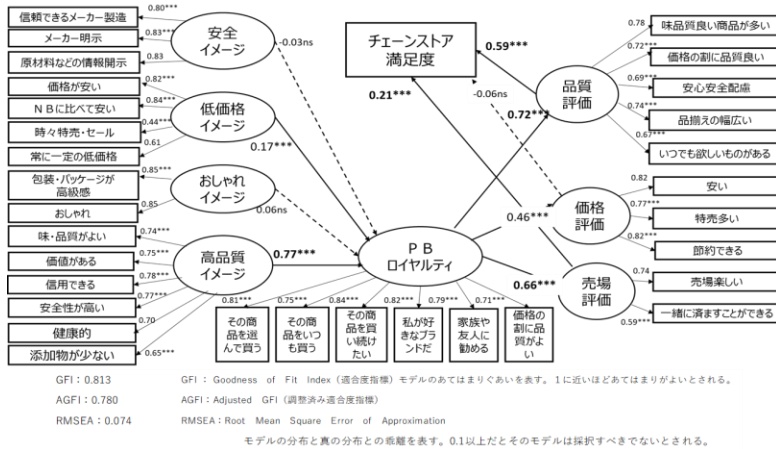 信頼できるメーカー製造
メーカー明示
原材料などの情報開示
価格が安い
ＮＢに比べて安い
時々特売・セール
常に一定の低価格
包装・パッケージが
高級感
おしゃれ
味・品質がよい
価値がある
信用できる
安全性が高い
健康的
添加物が少ない
0.80***
0.83***
0.83
0.82***
0.84***
0.44***
0.61
0.85***
0.85
0.74***
0.75***
0.78***
0.77***
0.70
0.65***
安全
イメージ
低価格
イメージ
おしゃれ
イメージ
高品質
イメージ
-0.03ns
0.17***
0.06ns
0.77***
チェーンストア
満足度
0.59***
0.21***
-0.06ns
0.72***
0.46***
0.66***
ＰＢ
ロイヤルティ
0.81***
0.75***
0.84***
0.82***
0.79***
0.71***
その商
品を選
んで買う
その商
品をいつ
も買う
その商
品を買
い続け
たい
私が好
きなブラン
ドだ
家族や
友人に
勧める
価格の
割に品
質がよ
い
品質
評価
価格
評価
売場
評価
0.78
0.72***
0.69***
0.74***
0.67***
0.82
0.77***
0.82***
0.74
0.59***
味品質良い商品が多い
価格の割に品質良い
安心安全配慮
品揃えの幅広い
いつでも欲しいものがある
安い
特売多い
節約できる
売場楽しい
一緒に済ますことができる
GFI：0.813
GFI：Goodness of Fit Index（適合度指標）モデルのあてはまりぐあいを表す。1に近いほどあてはまりがよいとされる。
AGFI：0.780
AGFI：Adjusted GFI（調整済み適合度指標）
RMSEA：0.074
RMSEA：Root Mean Square Error of Approximation
モデルの分布と真の分布との乖離を表す。0.1以上だとそのモデルは採択すべきでないとされる。